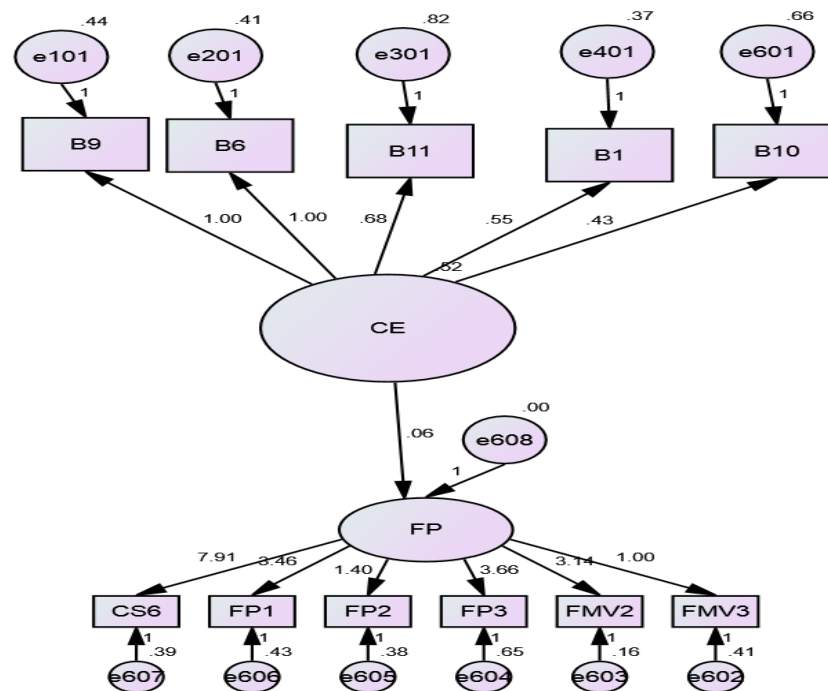 .44 .41 .82 .37 .66
e101 e201 e301 e401 e601
1 1 1 1 1
B9 B6 B11 B1 B10
1.00 1.00 .68 .55 .43
.52
CE
.06 .00
e608
1
FP
7.91 3.46 1.40 3.66 3.14 1.00
CS6 FP1 FP2 FP3 FMV2 FMV3
1 1 1 1 1 1
.39 .43 .38 .65 .16 .41
e607 e606 e605 e604 e603 e602